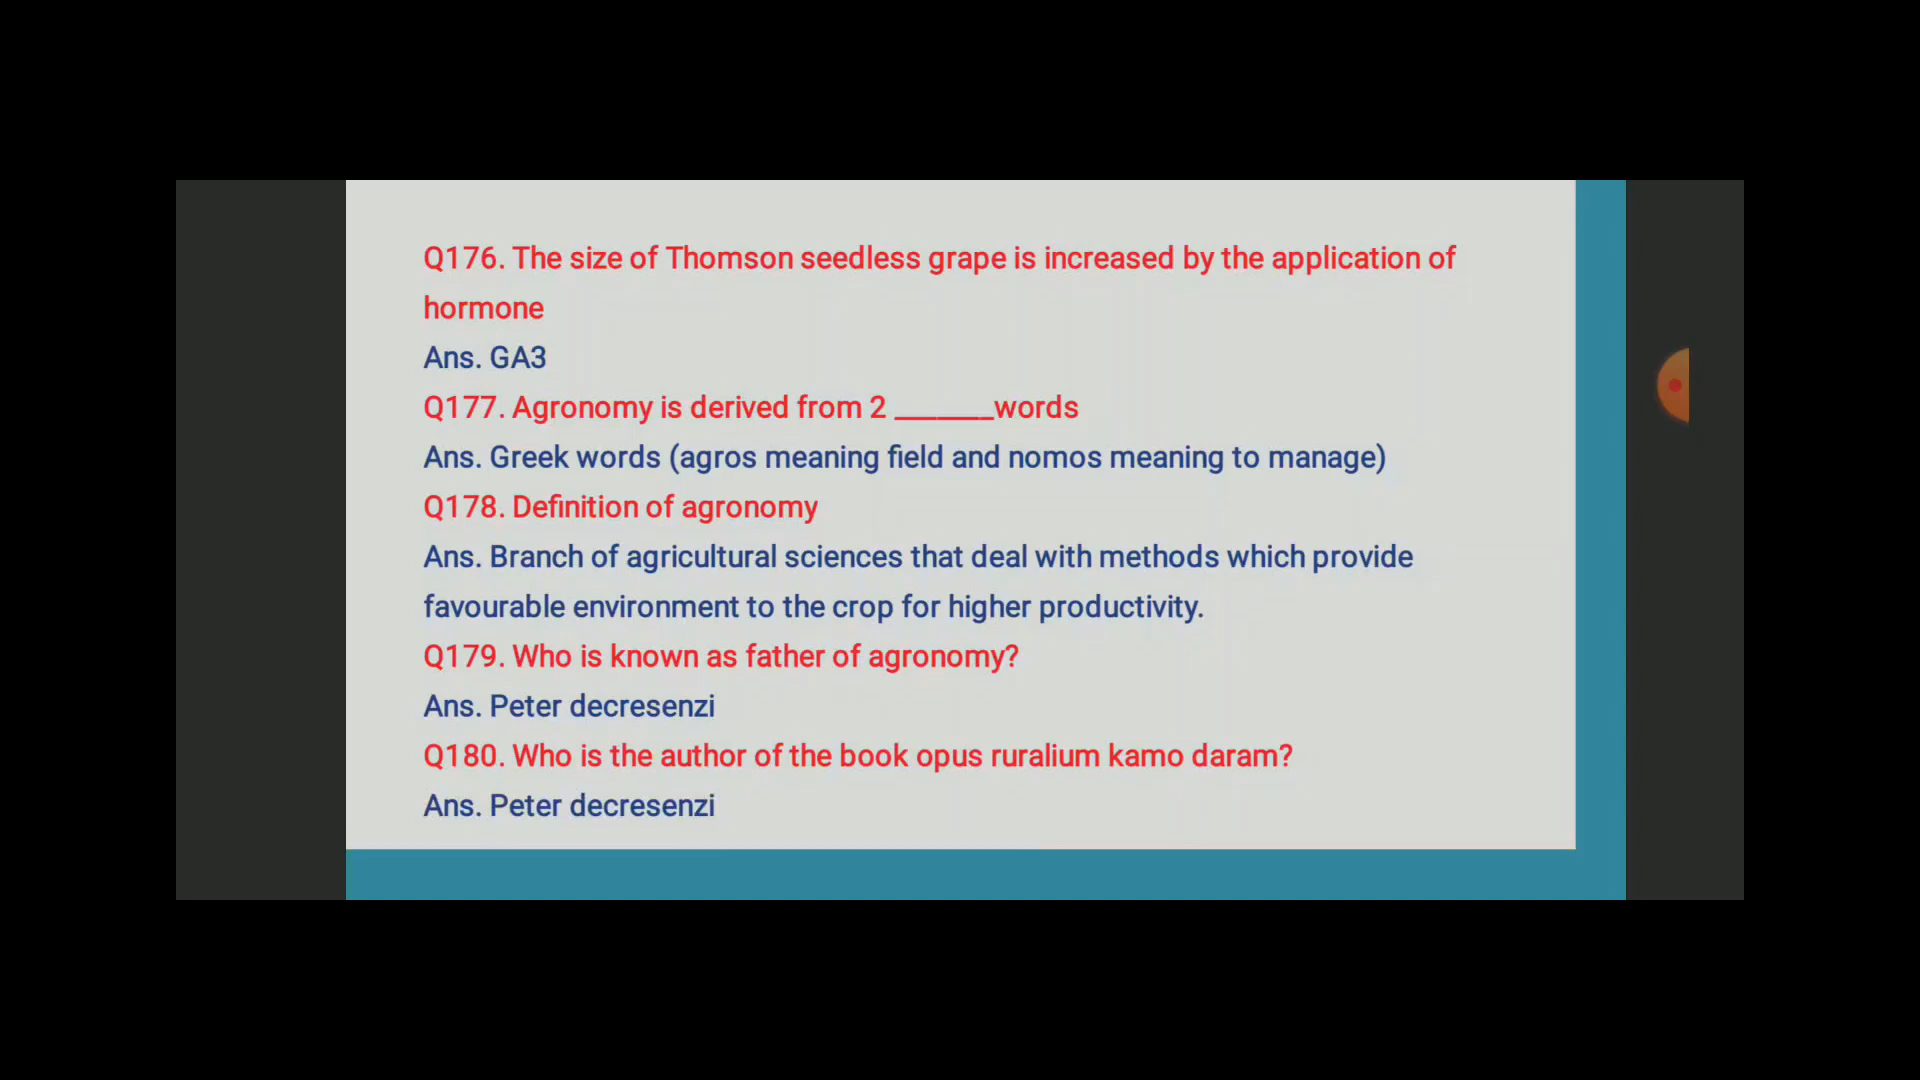 Q176. The size of Thomson seedless grape is increased by the application of
hormone
Ans. GA3
Q177. Agronomy is derived from 2 _______words
Ans. Greek words (agros meaning field and nomos meaning to manage)
Q178. Definition of agronomy
Ans. Branch of agricultural sciences that deal with methods which provide
favourable environment to the crop for higher productivity.
Q179. Who is known as father of agronomy?
Ans. Peter decresenzi
Q180. Who is the author of the book opus ruralium kamo daram?
Ans. Peter decresenzi